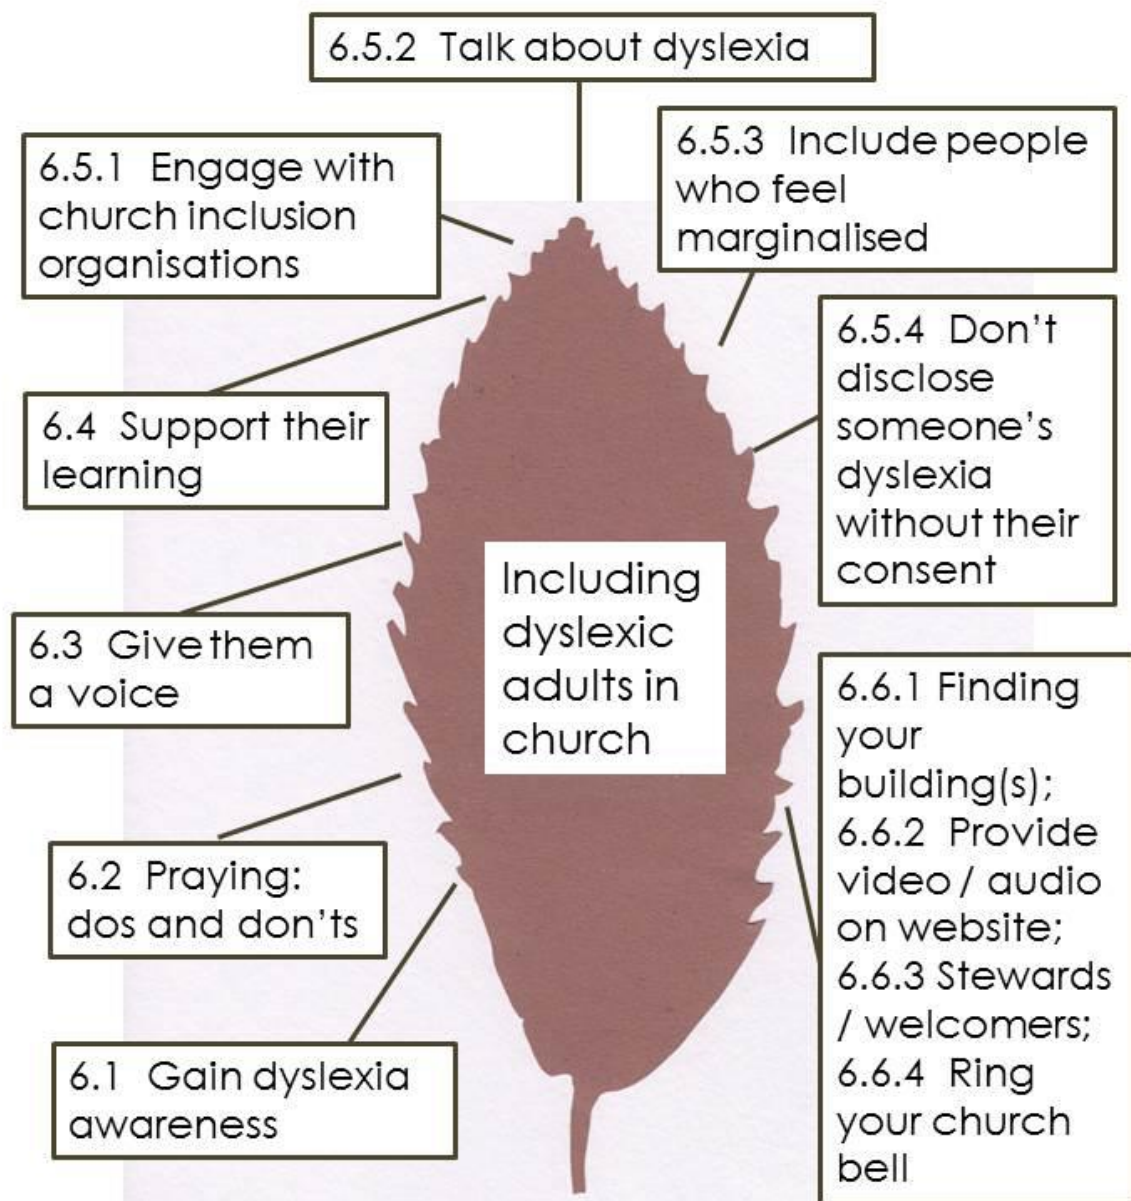 6.5.2 Talk about dyslexia
6.5.1 Engage with
church inclusion
organisations
6.5.3 Include people
who feel
marginalised
6.4 Support their
learning
6.5.4 Don't
disclose
someone's
dyslexia
without their
consent
Including
dyslexic
adults in
church
6.3 Give them
a voice
6.2 Praying:
dos and don'ts
6.1 Gain dyslexia
awareness
6.6.1 Finding
your
building(s);
6.6.2 Provide
video / audio
on website;
6.6.3 Stewards
/ welcomers;
6.6.4 Ring
your church
bell